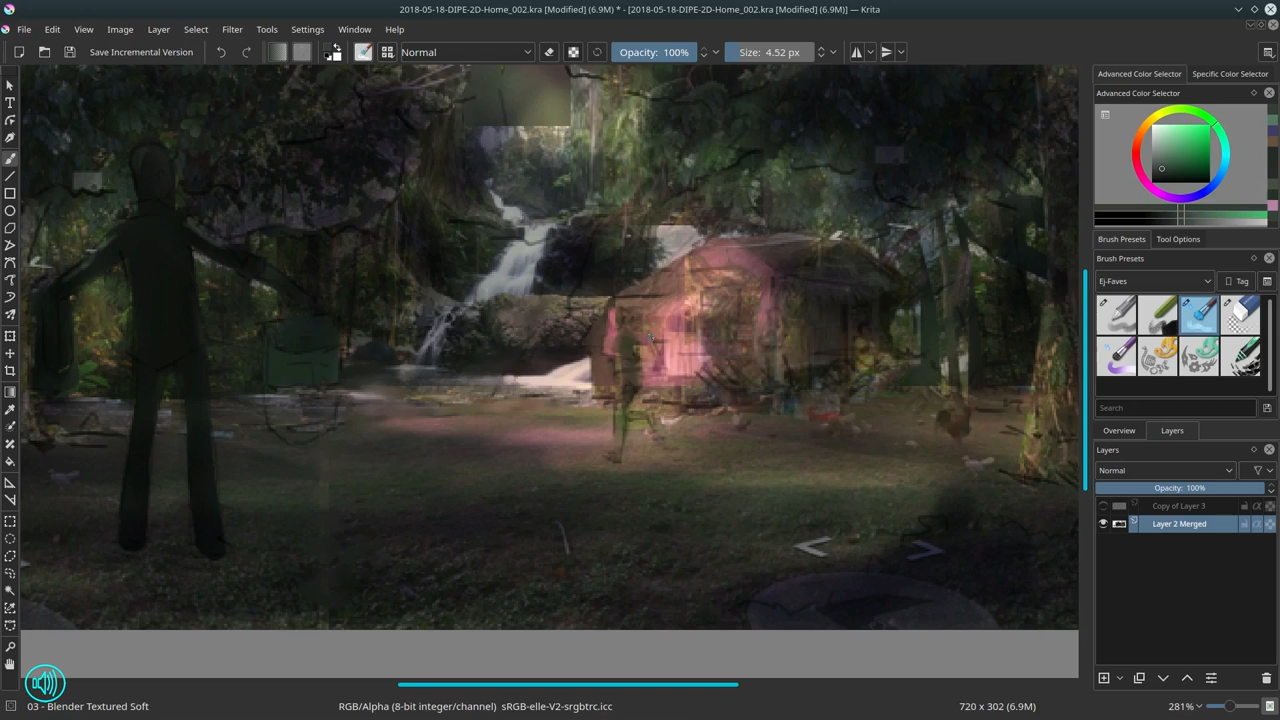 2018-05-18-DIPE-2D-Home_002.kra [Modified] (6.9M) * - [2018-05-18-DIPE-2D-Home_002.kra [Modified] (6.9M)] — Krita
File Edit View Image Layer Select Filter Tools Settings Window Help
Save Incremental Version Normal Opacity: 100% Size: 4.52 px
Advanced Color Selector Specific Color Selector
Advanced Color Selector
Brush Presets Tool Options
Brush Presets
Ej-Faves Tag
Search
Overview Layers
Layers
Normal
Opacity: 100%
Copy of Layer 3
Layer 2 Merged
03 - Blender Textured Soft RGB/Alpha (8-bit integer/channel) sRGB-elle-V2-srgbtrc.icc 720 x 302 (6.9M) 281%